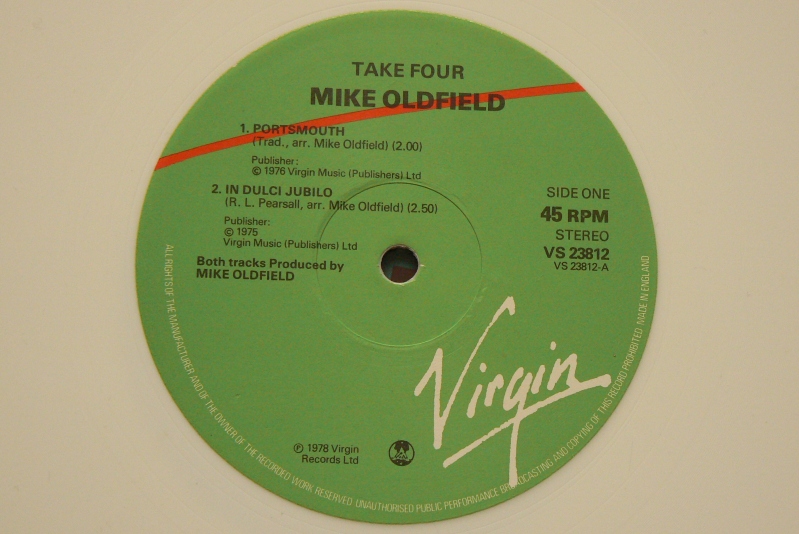 TAKE FOUR
MIKE OLDFIELD
1. PORTSMOUTH
(Trad., arr. Mike Oldfield) (2.00)
Publisher:
© 1976 Virgin Music (Publishers) Ltd
2. IN DULCI JUBILO
(R. L. Pearsall, arr. Mike Oldfield) (2.50)
Publisher:
© 1975
Virgin Music (Publishers) Ltd
Both tracks Produced by
MIKE OLDFIELD
SIDE ONE
45 RPM
STEREO
VS 23812
VS 23812-A
Virgin
℗ 1978 Virgin
Records Ltd
ALL RIGHTS OF THE MANUFACTURER AND OF THE OWNER OF THE RECORDED WORK RESERVED UNAUTHORISED PUBLIC PERFORMANCE BROADCASTING AND COPYING OF THIS RECORD PROHIBITED MADE IN ENGLAND